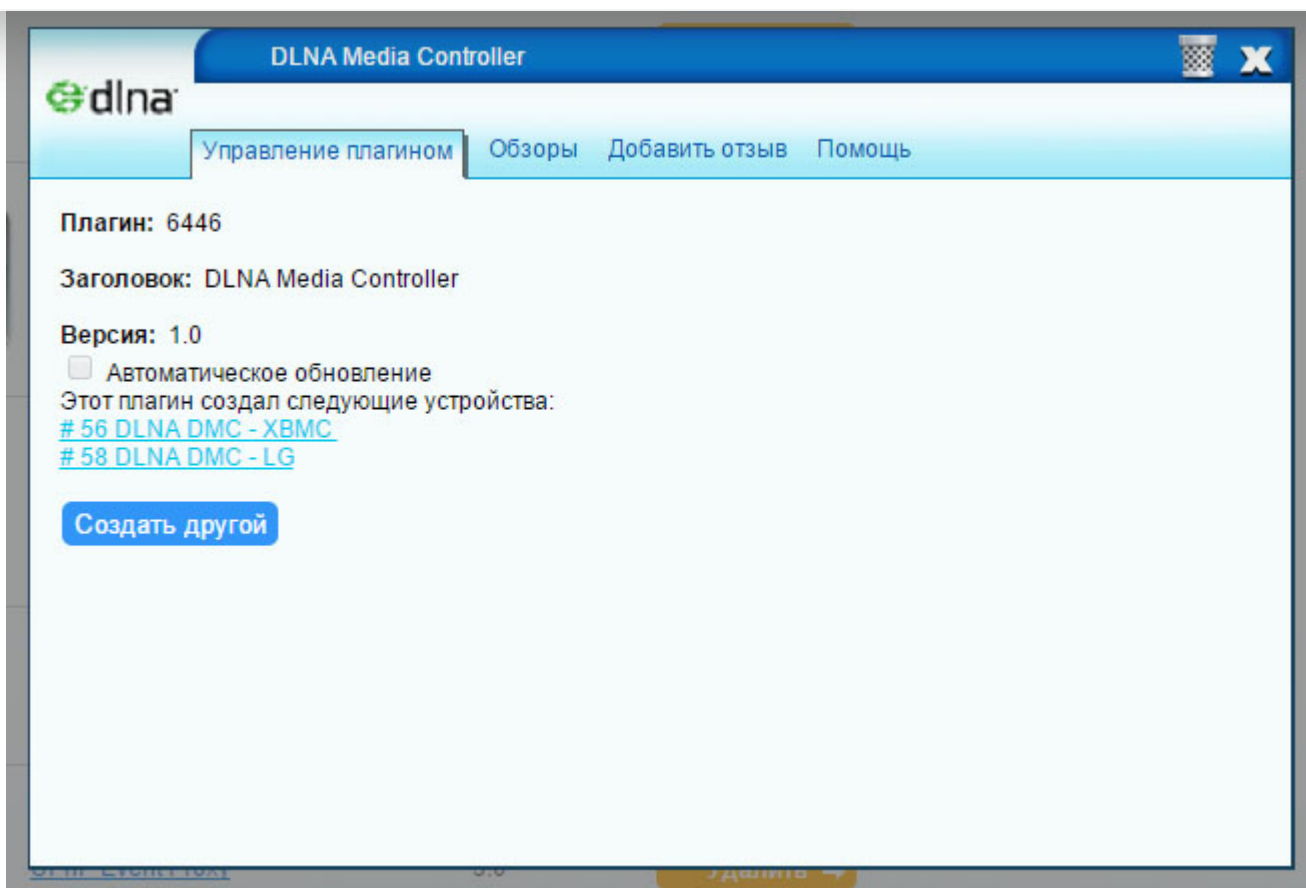 DLNA Media Controller
dlna
Управление плагином Обзоры Добавить отзыв Помощь
Плагин: 6446
Заголовок: DLNA Media Controller
Версия: 1.0
Автоматическое обновление
Этот плагин создал следующие устройства:
# 56 DLNA DMC - XBMC
# 58 DLNA DMC - LG
Создать другой
Удалить